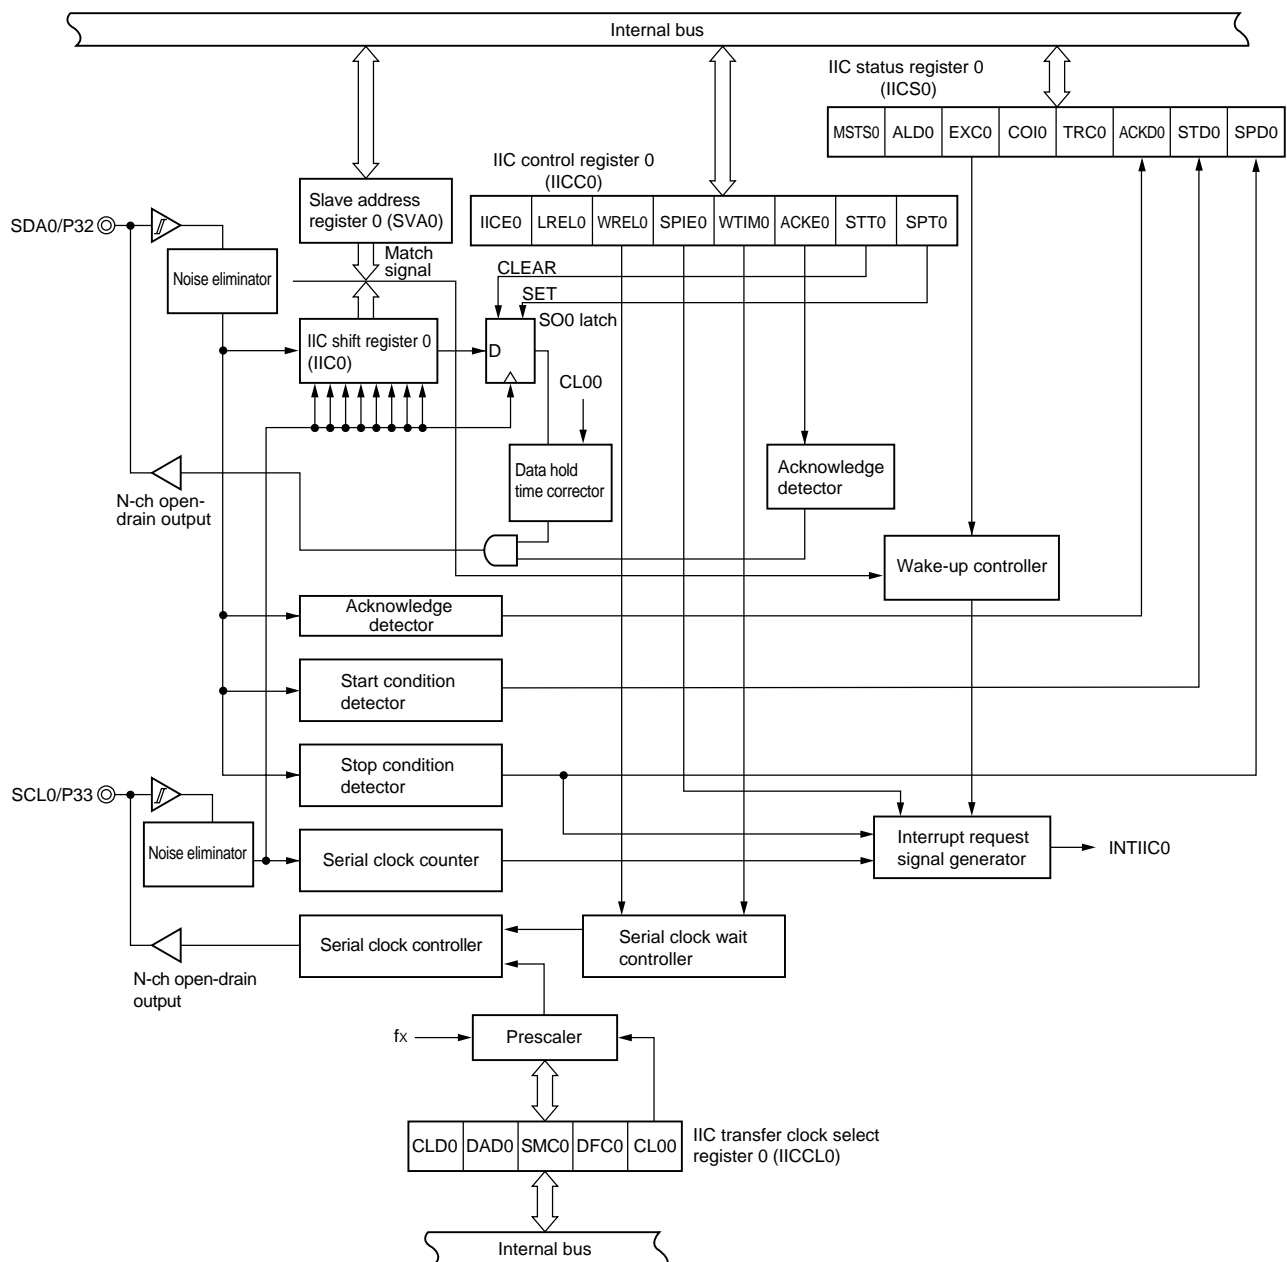 Internal bus
IIC status register 0
(IICS0)
MSTS0 ALD0 EXC0 COI0 TRC0 ACKD0 STD0 SPD0
IIC control register 0
(IICC0)
IICE0 LREL0 WREL0 SPIE0 WTIM0 ACKE0 STT0 SPT0
Slave address
register 0 (SVA0)
SDA0/P32
Noise eliminator
Match
signal
CLEAR
SET
SO0 latch
IIC shift register 0
(IIC0)
D
CL00
Data hold
time corrector
Acknowledge
detector
N-ch open-
drain output
Wake-up controller
Acknowledge
detector
Start condition
detector
Stop condition
detector
SCL0/P33
Noise eliminator
Serial clock counter
Interrupt request
signal generator
INTIIC0
Serial clock controller
Serial clock wait
controller
N-ch open-drain
output
fX
Prescaler
CLD0 DAD0 SMC0 DFC0 CL00
IIC transfer clock select
register 0 (IICCL0)
Internal bus